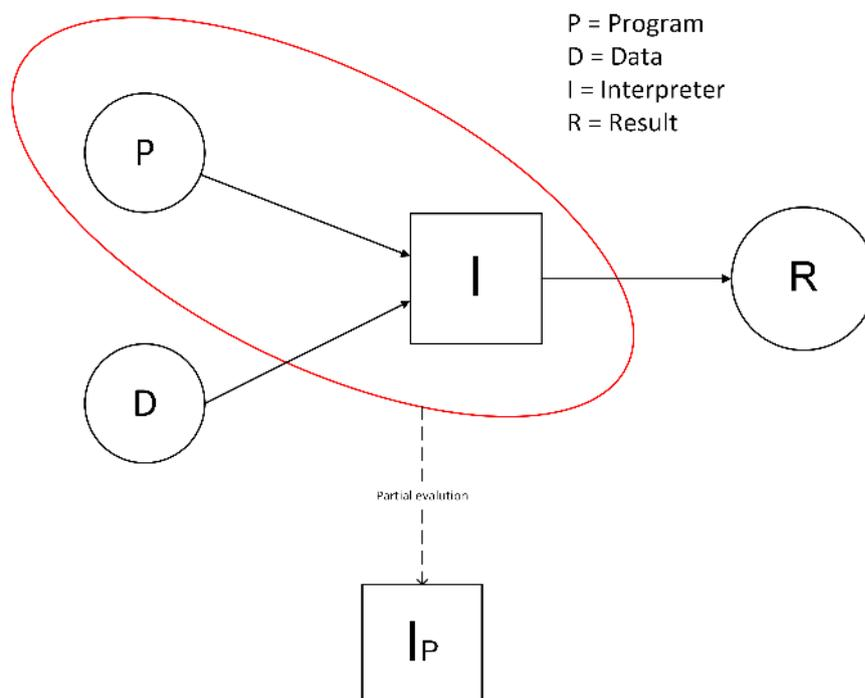 P = Program
D = Data
I = Interpreter
R = Result
P
I
R
D
Partial evalution
IP